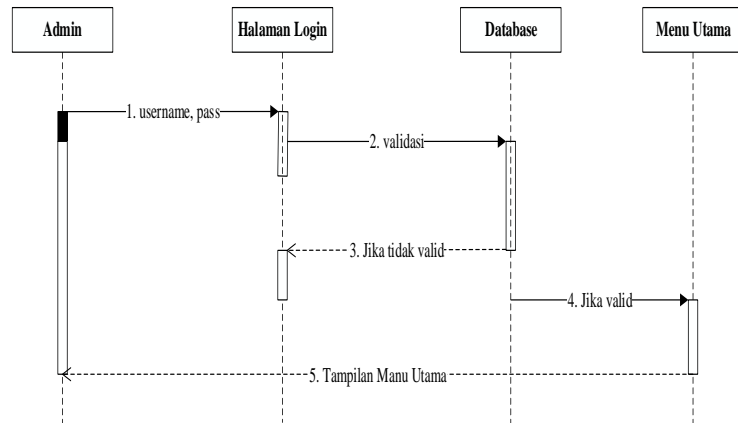 Admin
Halaman Login
Database
Menu Utama
1. username, pass
2. validasi
3. Jika tidak valid
4. Jika valid
5. Tampilan Manu Utama